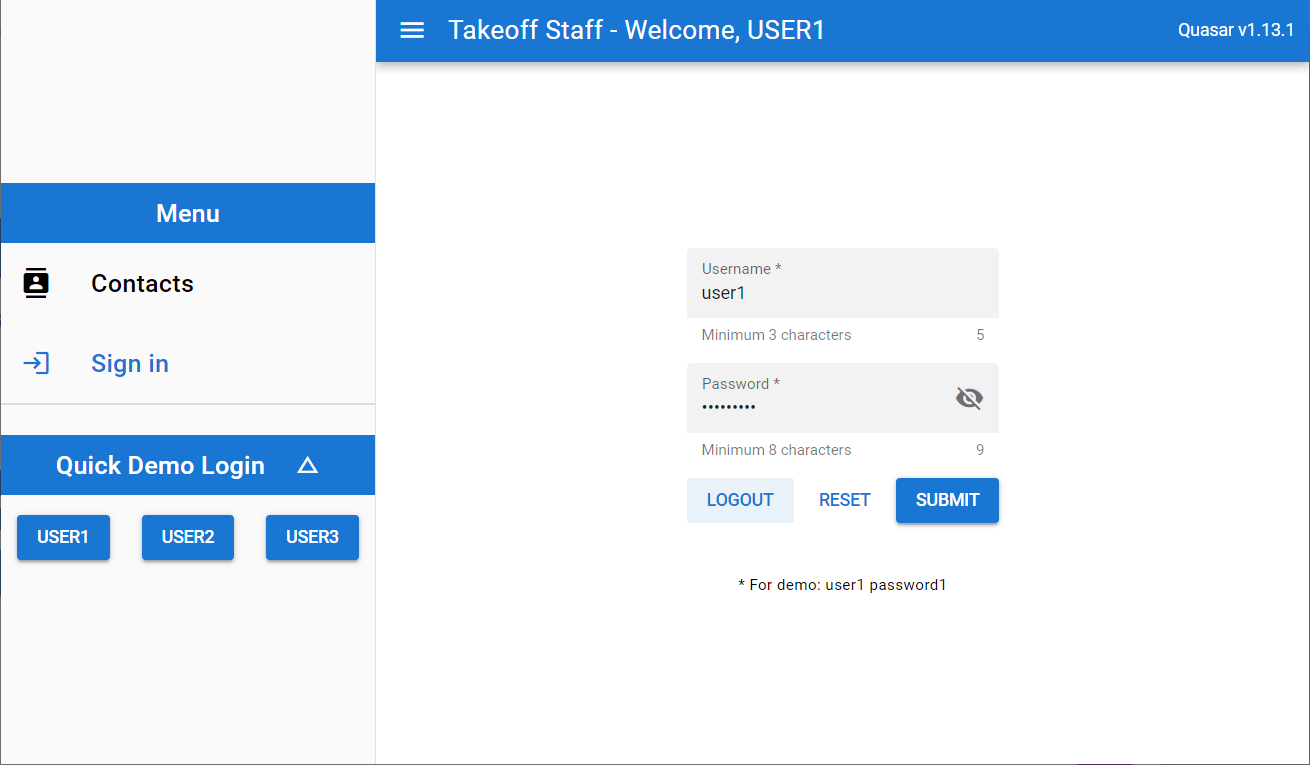 Takeoff Staff - Welcome, USER1
Quasar v1.13.1
Menu
Contacts
Sign in
Quick Demo Login
USER1 USER2 USER3
Username *
user1
Minimum 3 characters 5
Password *
•••••••••
Minimum 8 characters 9
LOGOUT RESET SUBMIT
* For demo: user1 password1